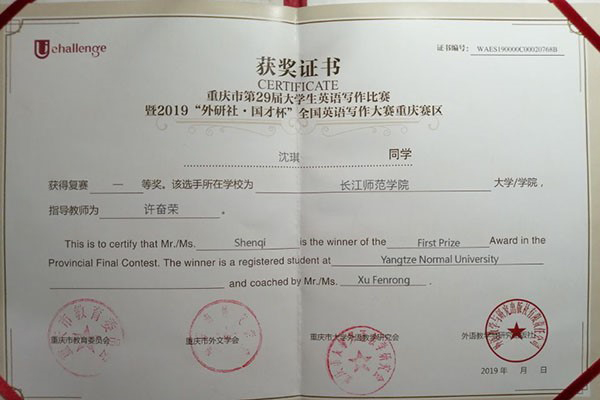 Uchallenge
证书编号： WAES190000C00020768B
获奖证书
CERTIFICATE
重庆市第29届大学生英语写作比赛
暨2019“外研社·国才杯”全国英语写作大赛重庆赛区
沈琪 同学
获得复赛 一 等奖。该选手所在学校为 长江师范学院 大学/学院，
指导教师为 许奋荣 。
This is to certify that Mr./Ms. Shenqi is the winner of the First Prize Award in the
Provincial Final Contest. The winner is a registered student at Yangtze Normal University
and coached by Mr./Ms. Xu Fenrong.
重庆市教育委员会 重庆市外文学会 重庆市大学外语教学研究会 外语教学与研究出版社
2019 年 月 日